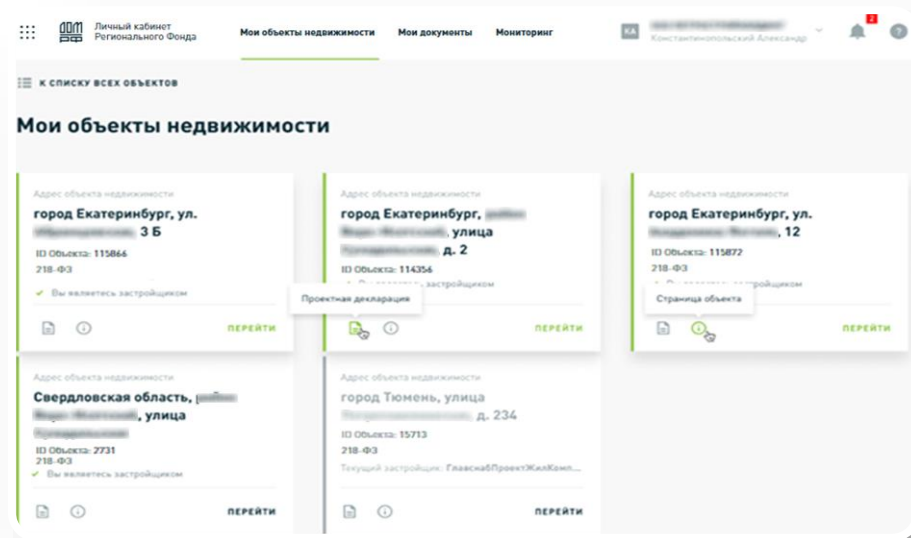 ДОМ
РФ
Личный кабинет
Регионального Фонда
Мои объекты недвижимости
Мои документы
Мониторинг
КА
Константинопольский Александр
2
?
К СПИСКУ ВСЕХ ОБЪЕКТОВ
Мои объекты недвижимости
Адрес объекта недвижимости
город Екатеринбург, ул.
3 Б
ID Объекта: 115866
218-ФЗ
Вы являетесь застройщиком
ПЕРЕЙТИ
Адрес объекта недвижимости
город Екатеринбург,
, улица
д. 2
ID Объекта: 114356
застройщиком
Проектная декларация
ПЕРЕЙТИ
Адрес объекта недвижимости
город Екатеринбург, ул.
, 12
ID Объекта: 115872
218-ФЗ
застройщиком
Страница объекта
ПЕРЕЙТИ
Адрес объекта недвижимости
Свердловская область,
, улица
ID Объекта: 2731
218-ФЗ
Вы являетесь застройщиком
ПЕРЕЙТИ
Адрес объекта недвижимости
город Тюмень, улица
д. 234
ID Объекта: 15713
218-ФЗ
Текущий застройщик: ГлавснабПроектЖилКомп...
ПЕРЕЙТИ